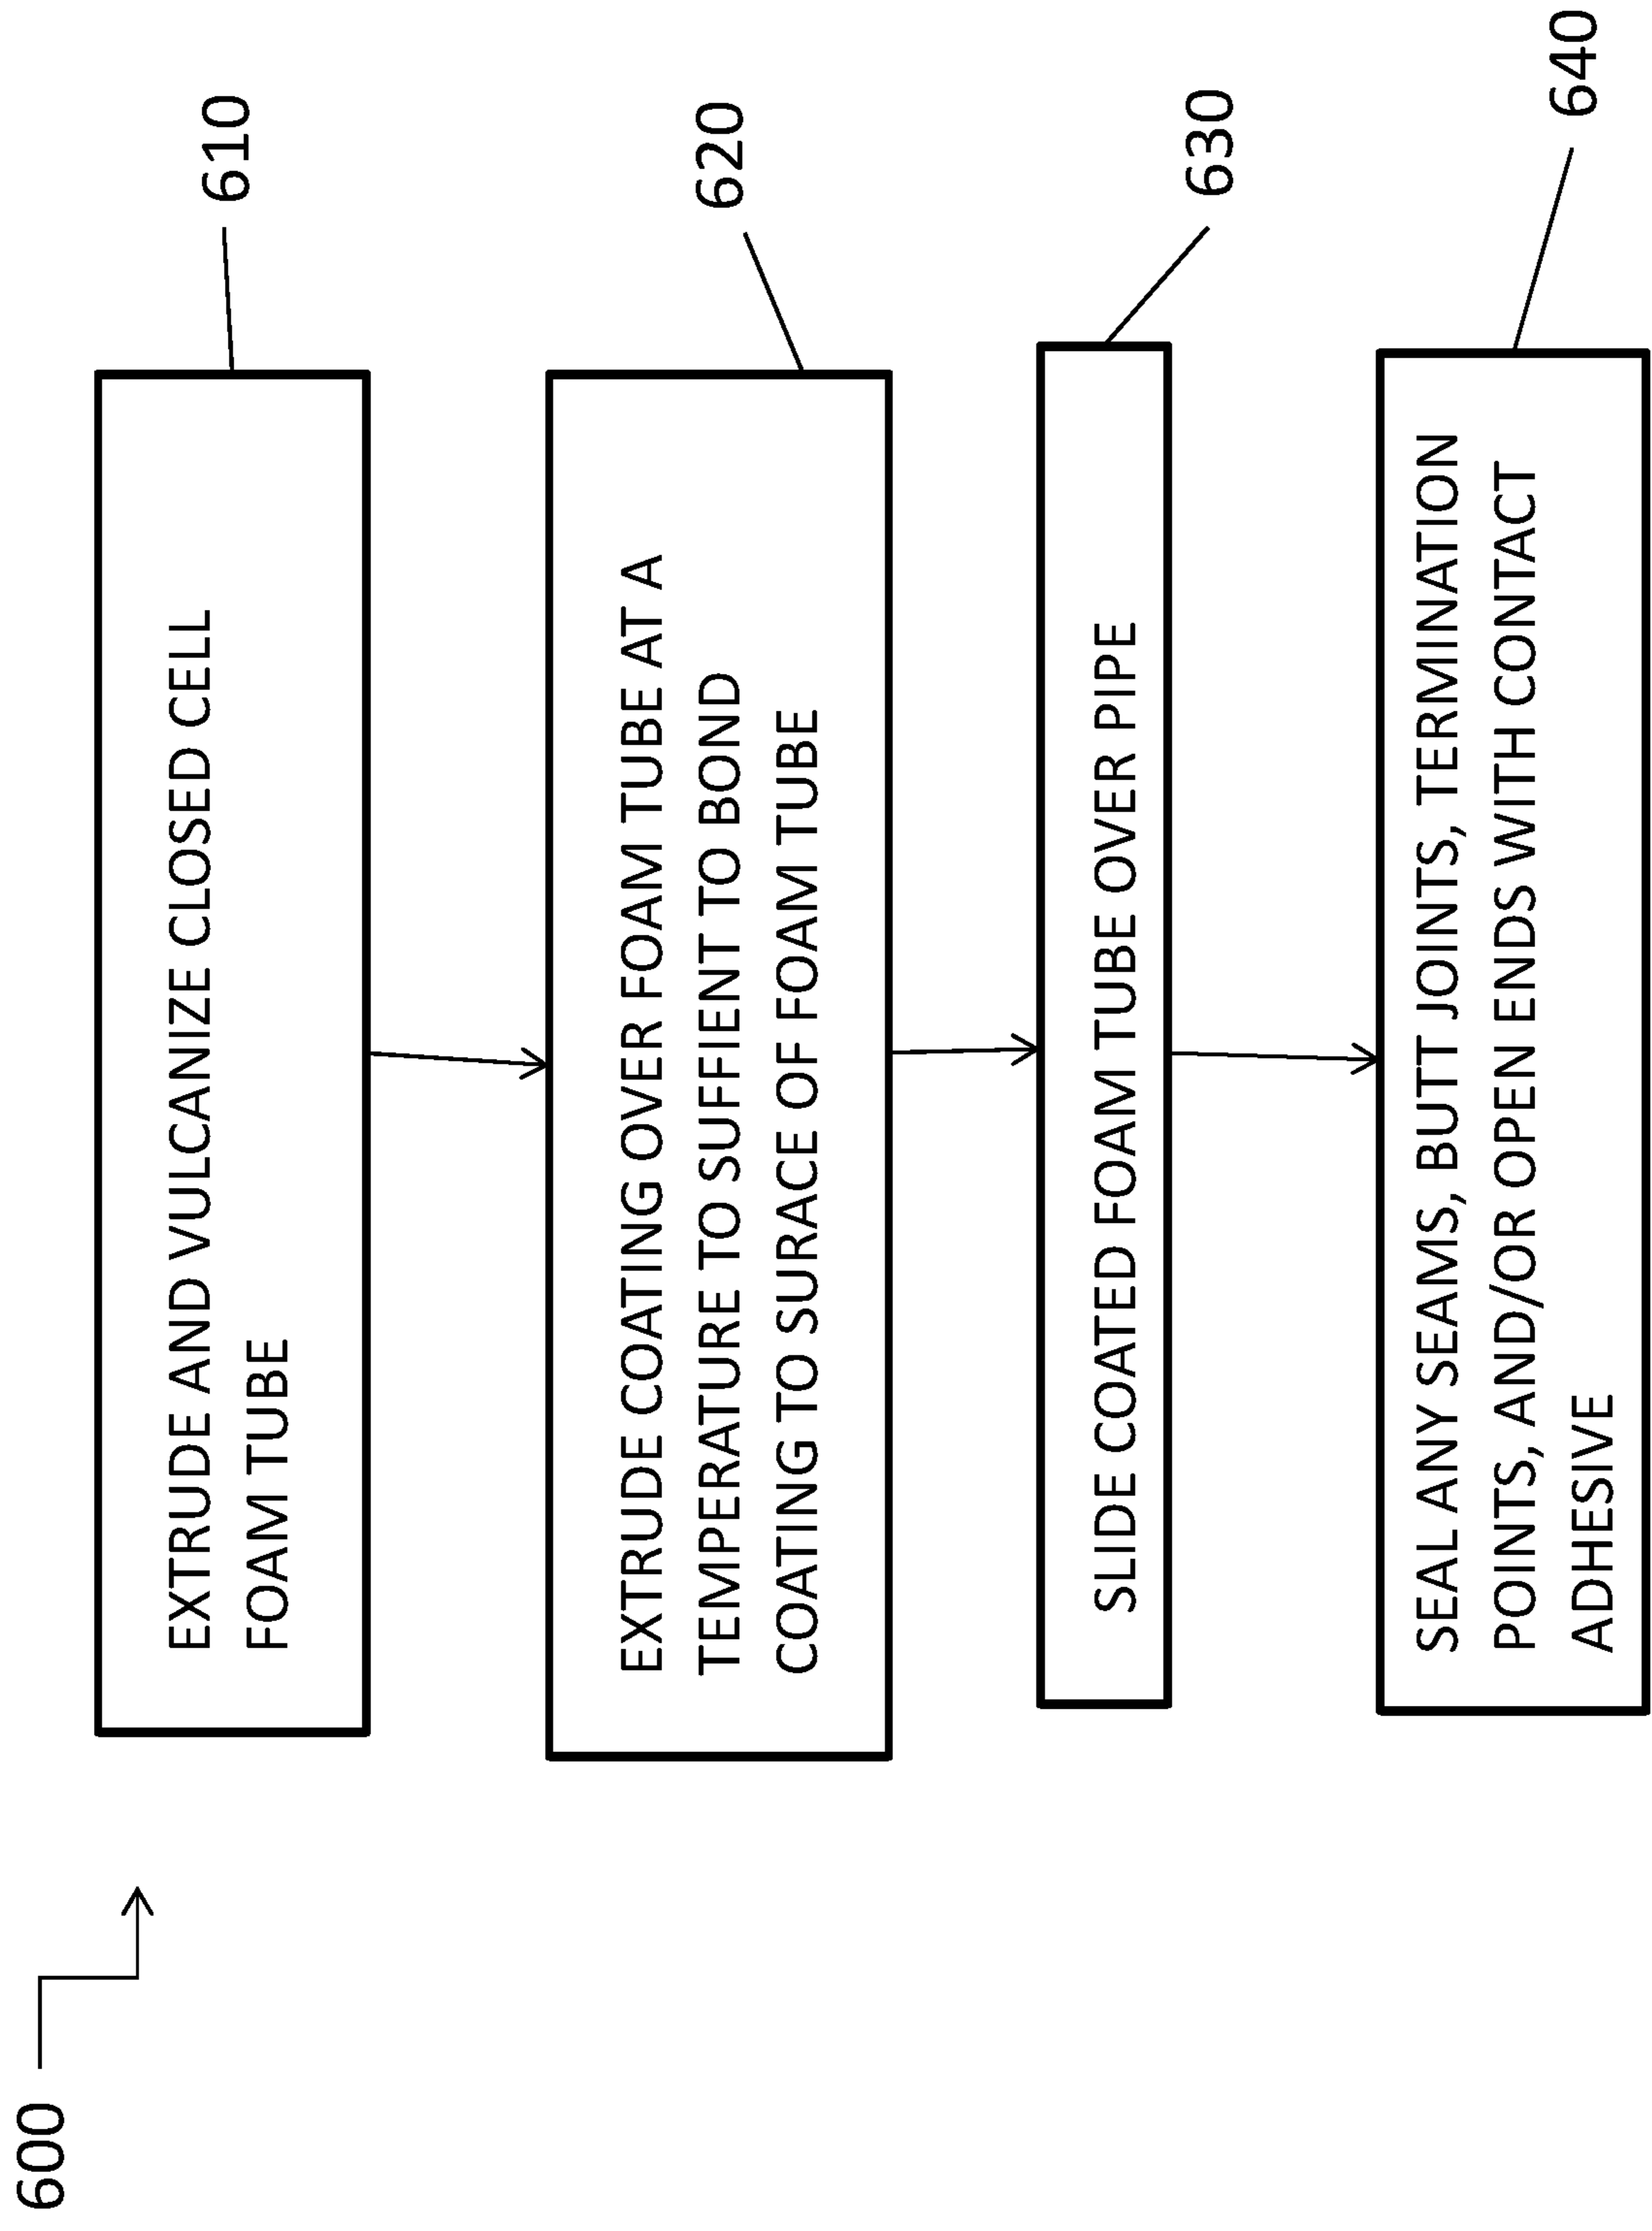 600
EXTRUDE AND VULCANIZE CLOSED CELL
FOAM TUBE
610
EXTRUDE COATING OVER FOAM TUBE AT A
TEMPERATURE TO SUFFICIENT TO BOND
COATING TO SURACE OF FOAM TUBE
620
SLIDE COATED FOAM TUBE OVER PIPE
630
SEAL ANY SEAMS, BUTT JOINTS, TERMINATION
POINTS, AND/OR OPEN ENDS WITH CONTACT
ADHESIVE
640